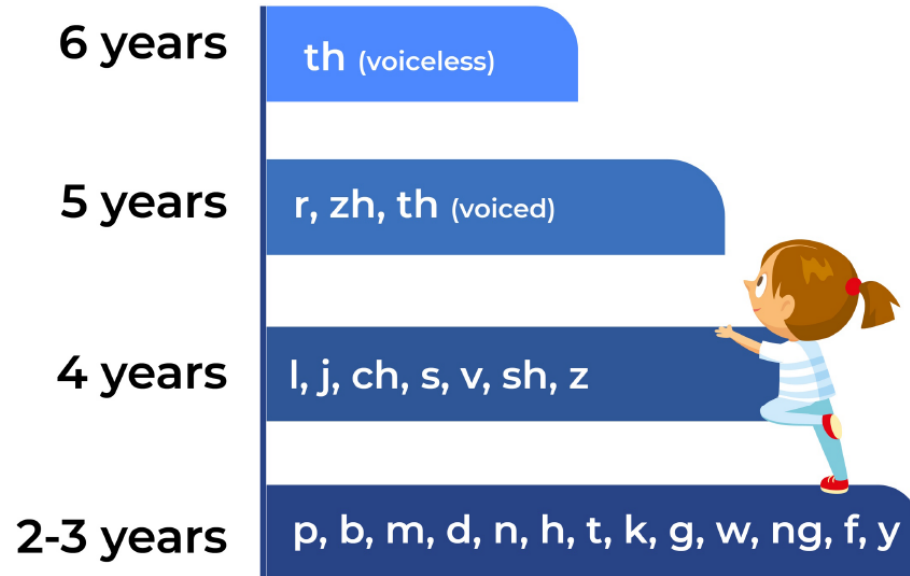 6 years
th (voiceless)
5 years
r, zh, th (voiced)
4 years
l, j, ch, s, v, sh, z
2-3 years
p, b, m, d, n, h, t, k, g, w, ng, f, y